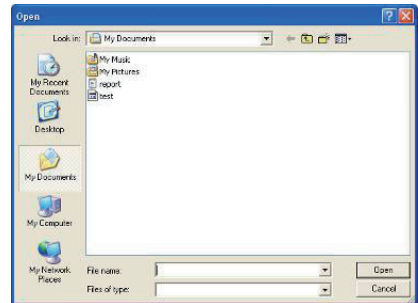 Open
Look in: My Documents
My Recent
Documents
Desktop
My Documents
My Computer
My Network
Places
My Music
My Pictures
report
test
File name:
Open
Files of type:
Cancel